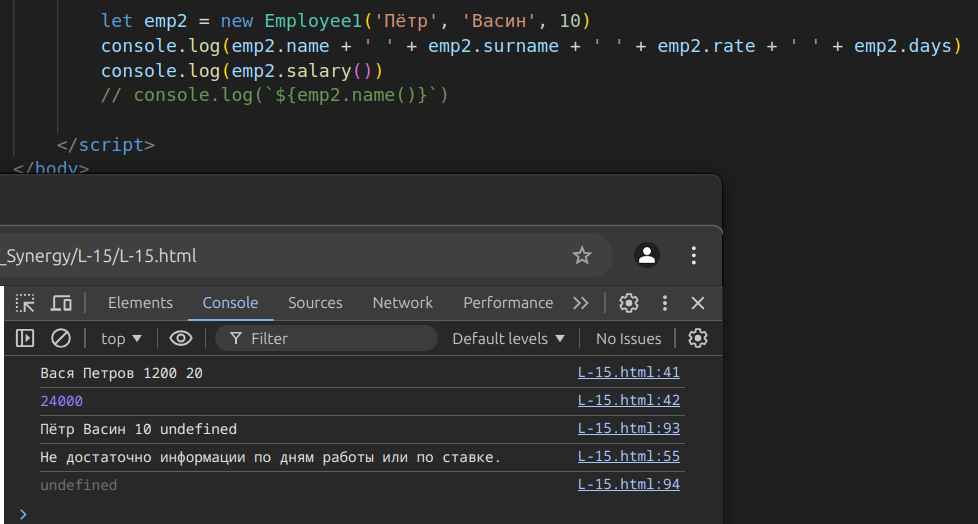 let emp2 = new Employee1('Пётр', 'Васин', 10)
console.log(emp2.name + ' ' + emp2.surname + ' ' + emp2.rate + ' ' + emp2.days)
console.log(emp2.salary())
// console.log(`${emp2.name()}`)
</script>
</body>
_Synergy/L-15/L-15.html
Elements Console Sources Network Performance
top Filter Default levels No Issues
Вася Петров 1200 20 L-15.html:41
24000 L-15.html:42
Пётр Васин 10 undefined L-15.html:93
Не достаточно информации по дням работы или по ставке. L-15.html:55
undefined L-15.html:94